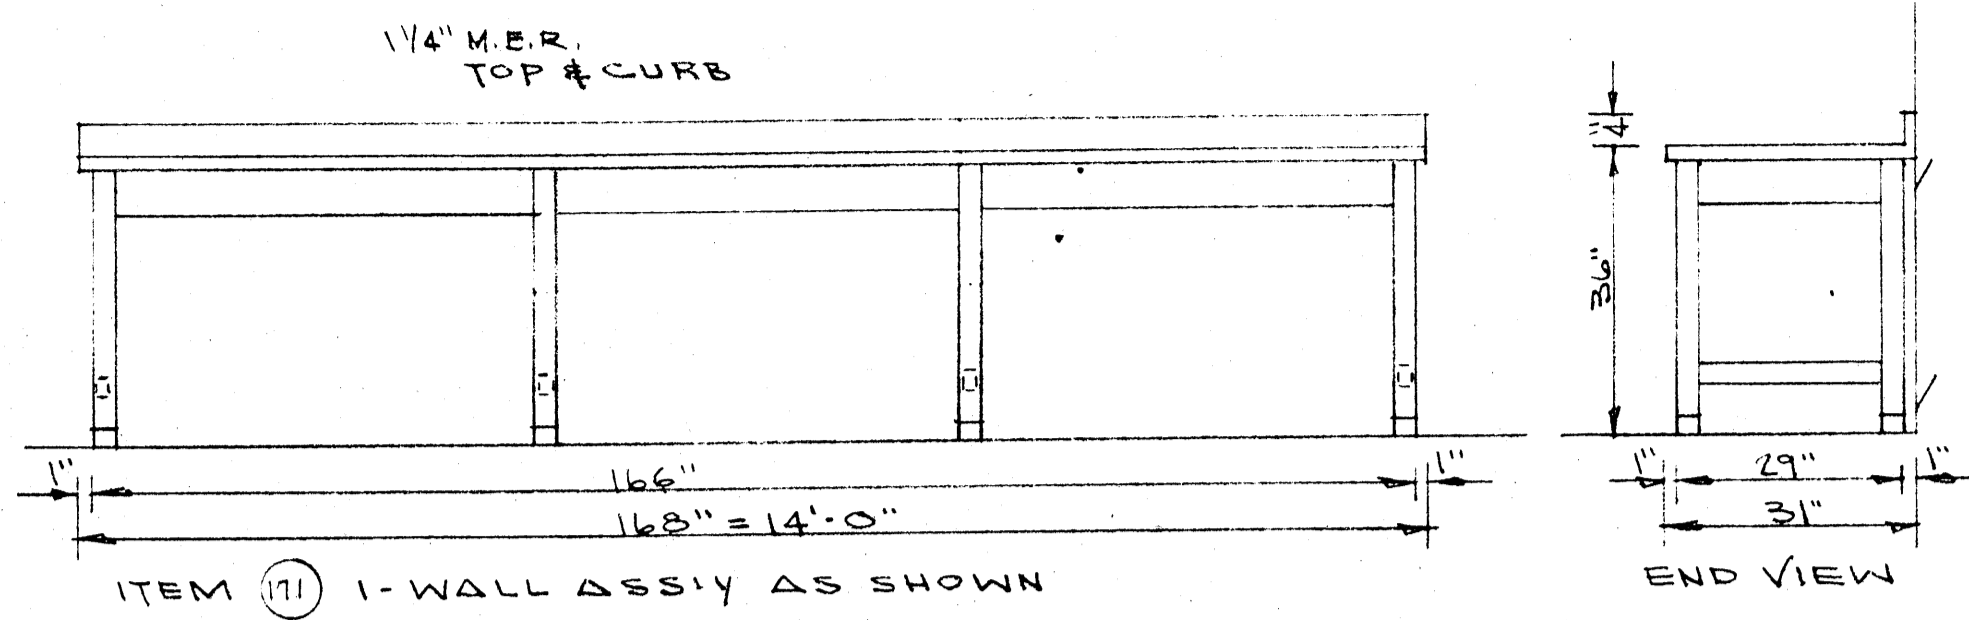 1 1/4" M.E.R.
TOP & CURB
4"
36"
1" 166" 1"
168" = 14'-0"
1" 29" 1"
31"
ITEM 171 1-WALL ASS'Y AS SHOWN
END VIEW